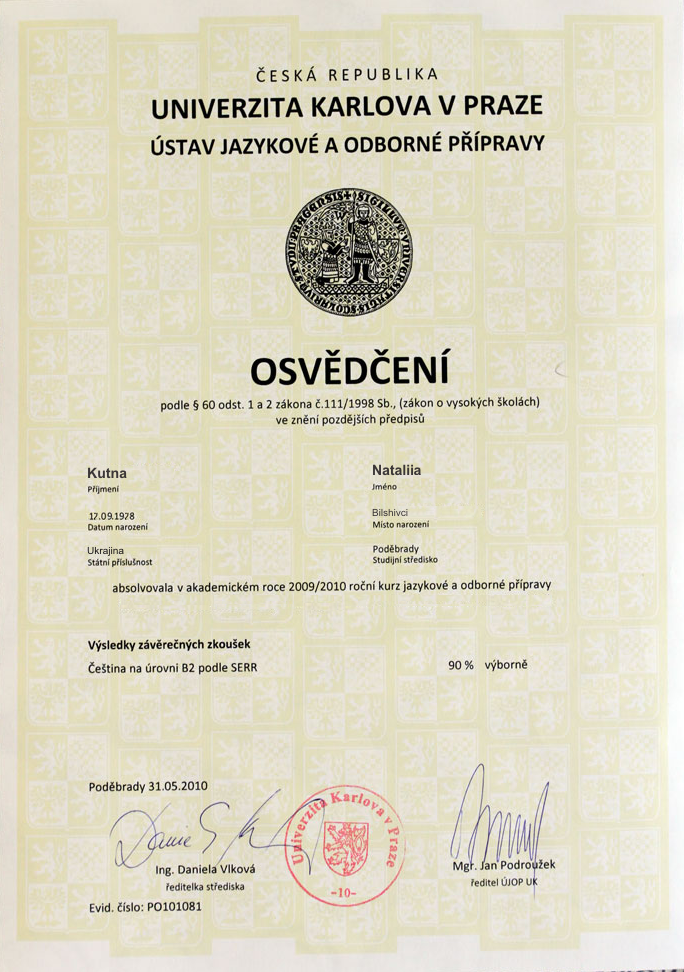 ČESKÁ REPUBLIKA
UNIVERZITA KARLOVA V PRAZE
ÚSTAV JAZYKOVÉ A ODBORNÉ PŘÍPRAVY
OSVĚDČENÍ
podle § 60 odst. 1 a 2 zákona č.111/1998 Sb., (zákon o vysokých školách)
ve znění pozdějších předpisů
Kutna
Příjmení
Nataliia
Jméno
17.09.1978
Datum narození
Bilshivci
Místo narození
Ukrajina
Státní příslušnost
Poděbrady
Studijní středisko
absolvovala v akademickém roce 2009/2010 roční kurz jazykové a odborné přípravy
Výsledky závěrečných zkoušek
Čeština na úrovni B2 podle SERR 90 % výborně
Poděbrady 31.05.2010
Univerzita Karlova v Praze
-10-
Ing. Daniela Vlková
ředitelka střediska
Mgr. Jan Podroužek
ředitel ÚJOP UK
Evid. číslo: PO101081